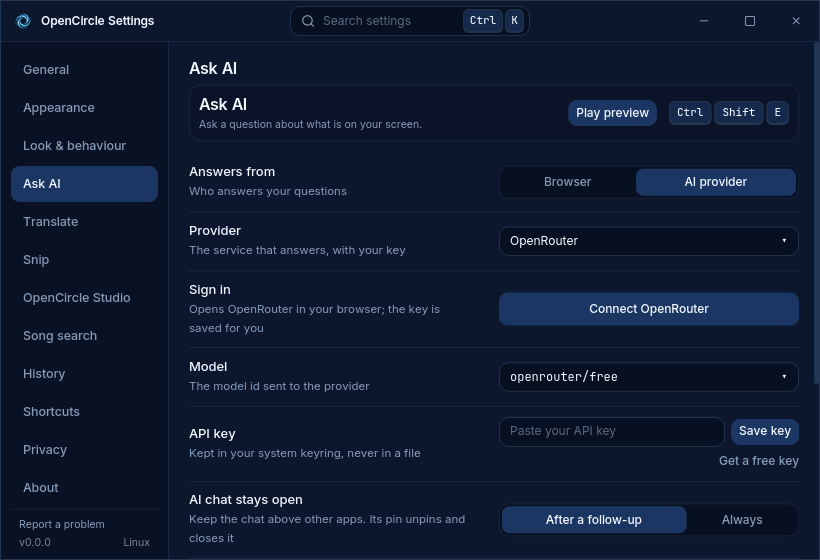 OpenCircle Settings
Search settings
Ctrl K
General
Appearance
Look & behaviour
Ask AI
Translate
Snip
OpenCircle Studio
Song search
History
Shortcuts
Privacy
About
Report a problem
v0.0.0 Linux
Ask AI
Ask AI
Ask a question about what is on your screen.
Play preview
Ctrl Shift E
Answers from
Who answers your questions
Browser AI provider
Provider
The service that answers, with your key
OpenRouter
Sign in
Opens OpenRouter in your browser; the key is
saved for you
Connect OpenRouter
Model
The model id sent to the provider
openrouter/free
API key
Kept in your system keyring, never in a file
Paste your API key
Save key
Get a free key
AI chat stays open
Keep the chat above other apps. Its pin unpins and
closes it
After a follow-up Always